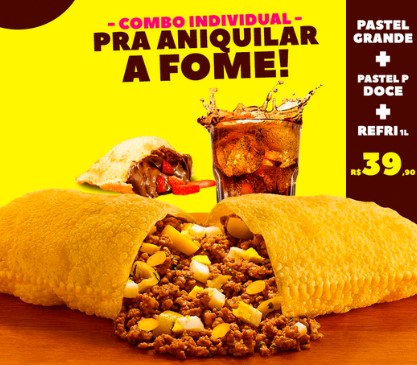 - COMBO INDIVIDUAL -
PRA ANIQUILAR
A FOME!
PASTEL
GRANDE
+
PASTEL P
DOCE
+
REFRI 1L
R$ 39,90